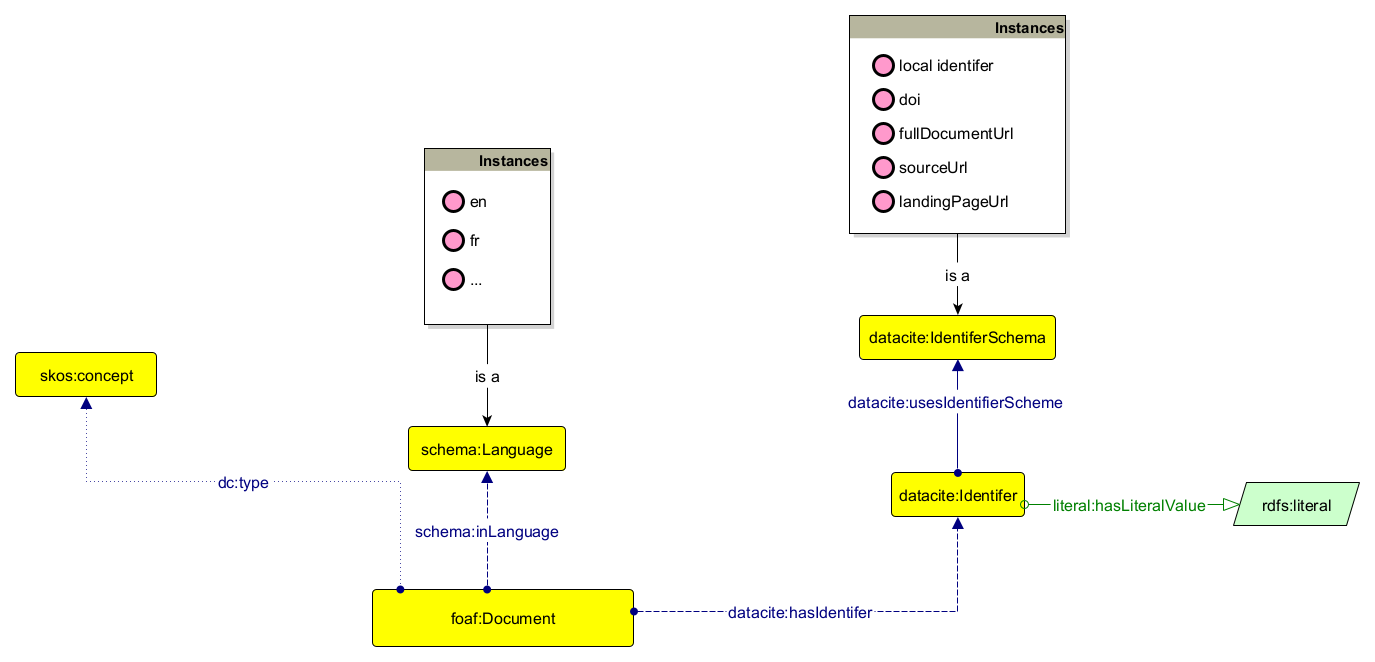 Instances
local identifer
doi
fullDocumentUrl
sourceUrl
landingPageUrl
Instances
en
fr
...
is a
datacite:IdentiferSchema
skos:concept
is a
datacite:usesIdentifierScheme
schema:Language
dc:type
datacite:Identifer
literal:hasLiteralValue
rdfs:literal
schema:inLanguage
foaf:Document
datacite:hasIdentifer